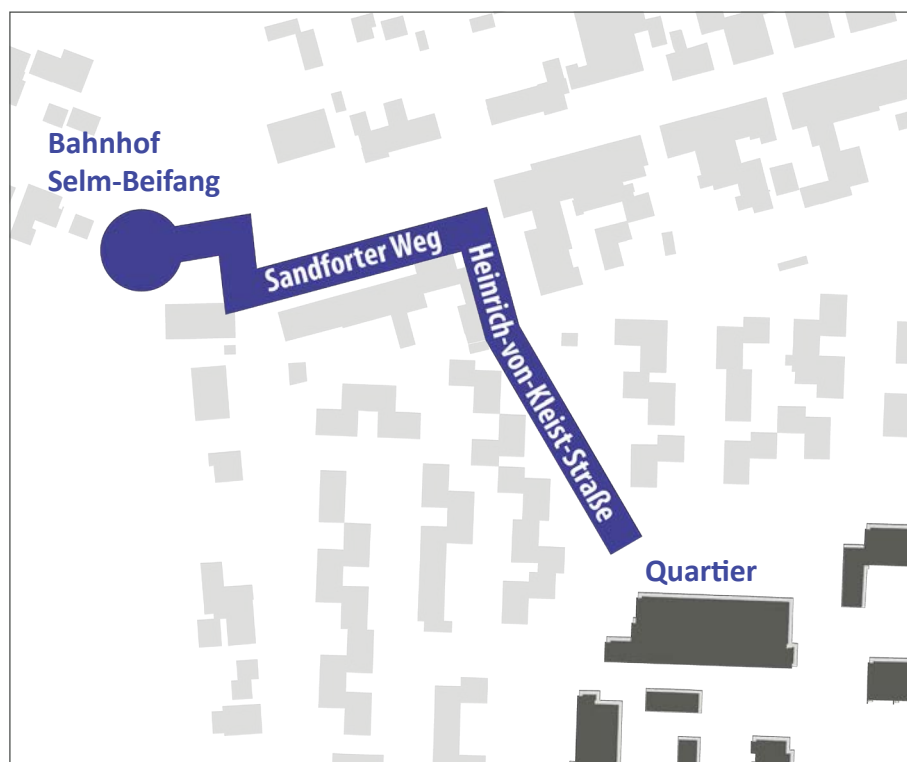 Bahnhof
Selm-Beifang
Sandforter Weg
Heinrich-von-Kleist-Straße
Quartier